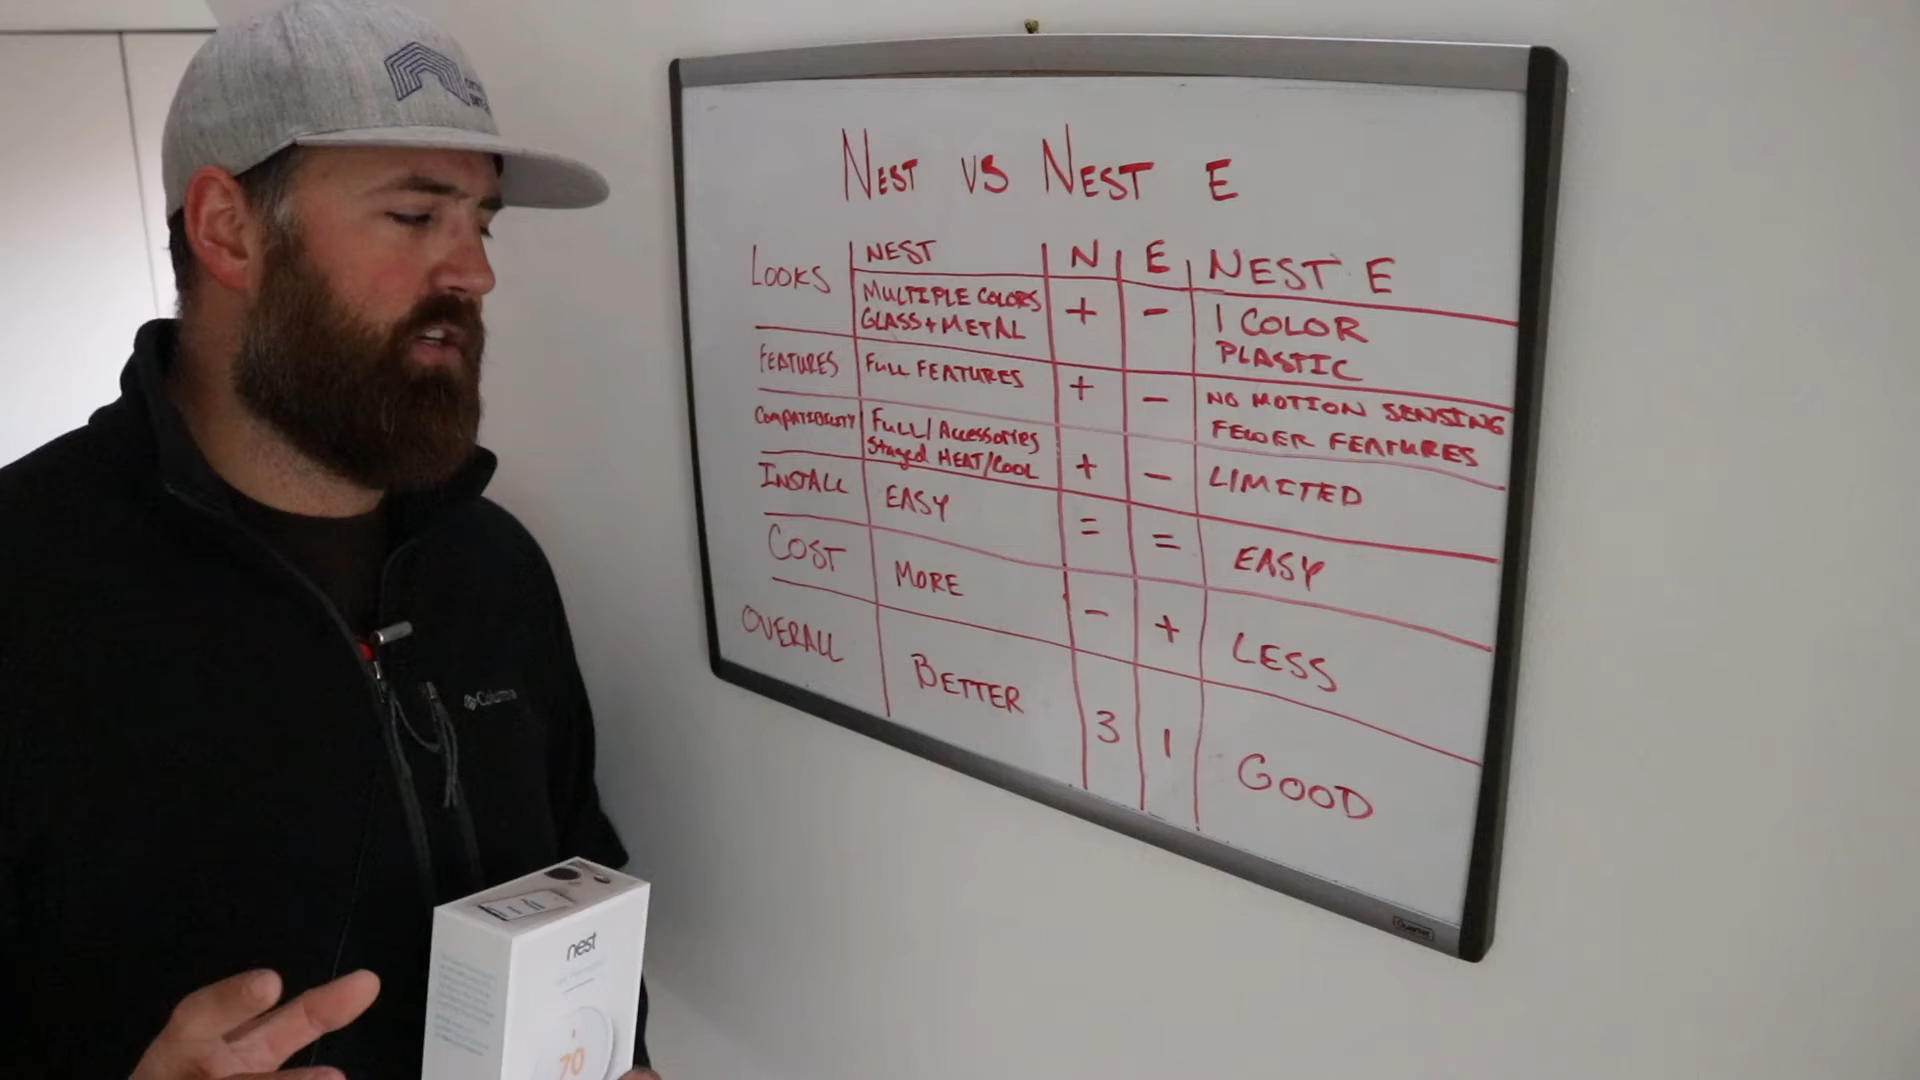 NEST VS NEST E
NEST N E NEST E
LOOKS
MULTIPLE COLORS
GLASS + METAL
+ -
1 COLOR
PLASTIC
FEATURES FULL FEATURES + -
NO MOTION SENSING
FEWER FEATURES
COMPATIBILITY
FULL/Accessories
Staged HEAT/COOL
+ - LIMITED
INSTALL EASY = = EASY
COST MORE - + LESS
OVERALL BETTER 3 1 GOOD
Columbia
nest
70
Quartet